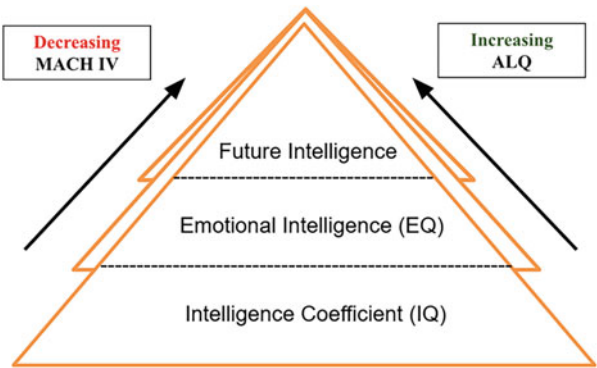 Decreasing
MACH IV
Increasing
ALQ
Future Intelligence
Emotional Intelligence (EQ)
Intelligence Coefficient (IQ)